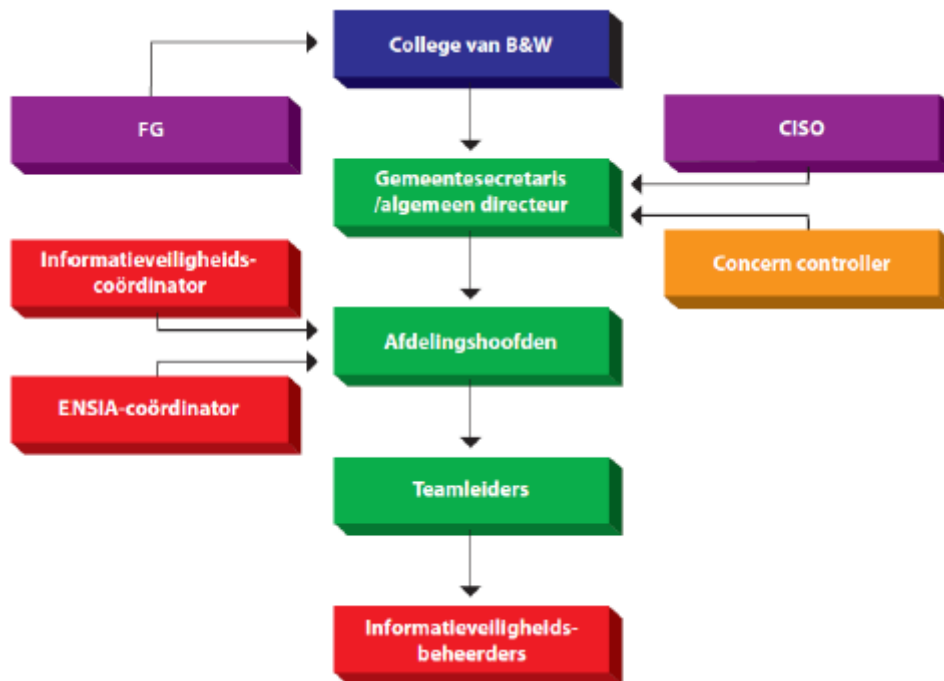 College van B&W
FG
CISO
Gemeentesecretaris
/algemeen directeur
Informatieveiligheids-
coördinator
Concern controller
Afdelingshoofden
ENSIA-coördinator
Teamleiders
Informatieveiligheids-
beheerders